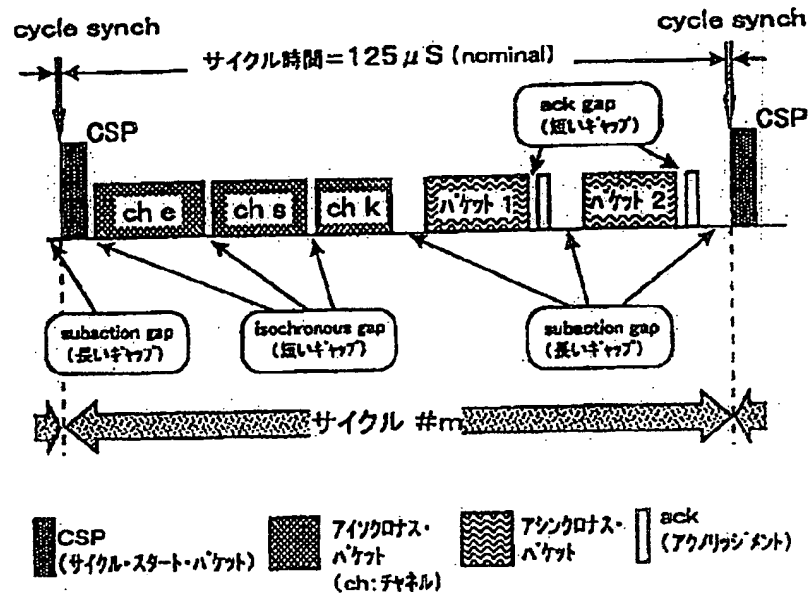 cycle synch
cycle synch
サイクル時間=125μS (nominal)
CSP
CSP
ack gap
(短いギャップ)
ch e
ch s
ch k
パケット 1
パケット 2
subaction gap
(長いギャップ)
isochronous gap
(短いギャップ)
subaction gap
(長いギャップ)
サイクル #m
CSP
(サイクル・スタート・パケット)
アイソクロナス・
パケット
(ch:チャネル)
アシンクロナス・
パケット
ack
(アクノリッジメント)